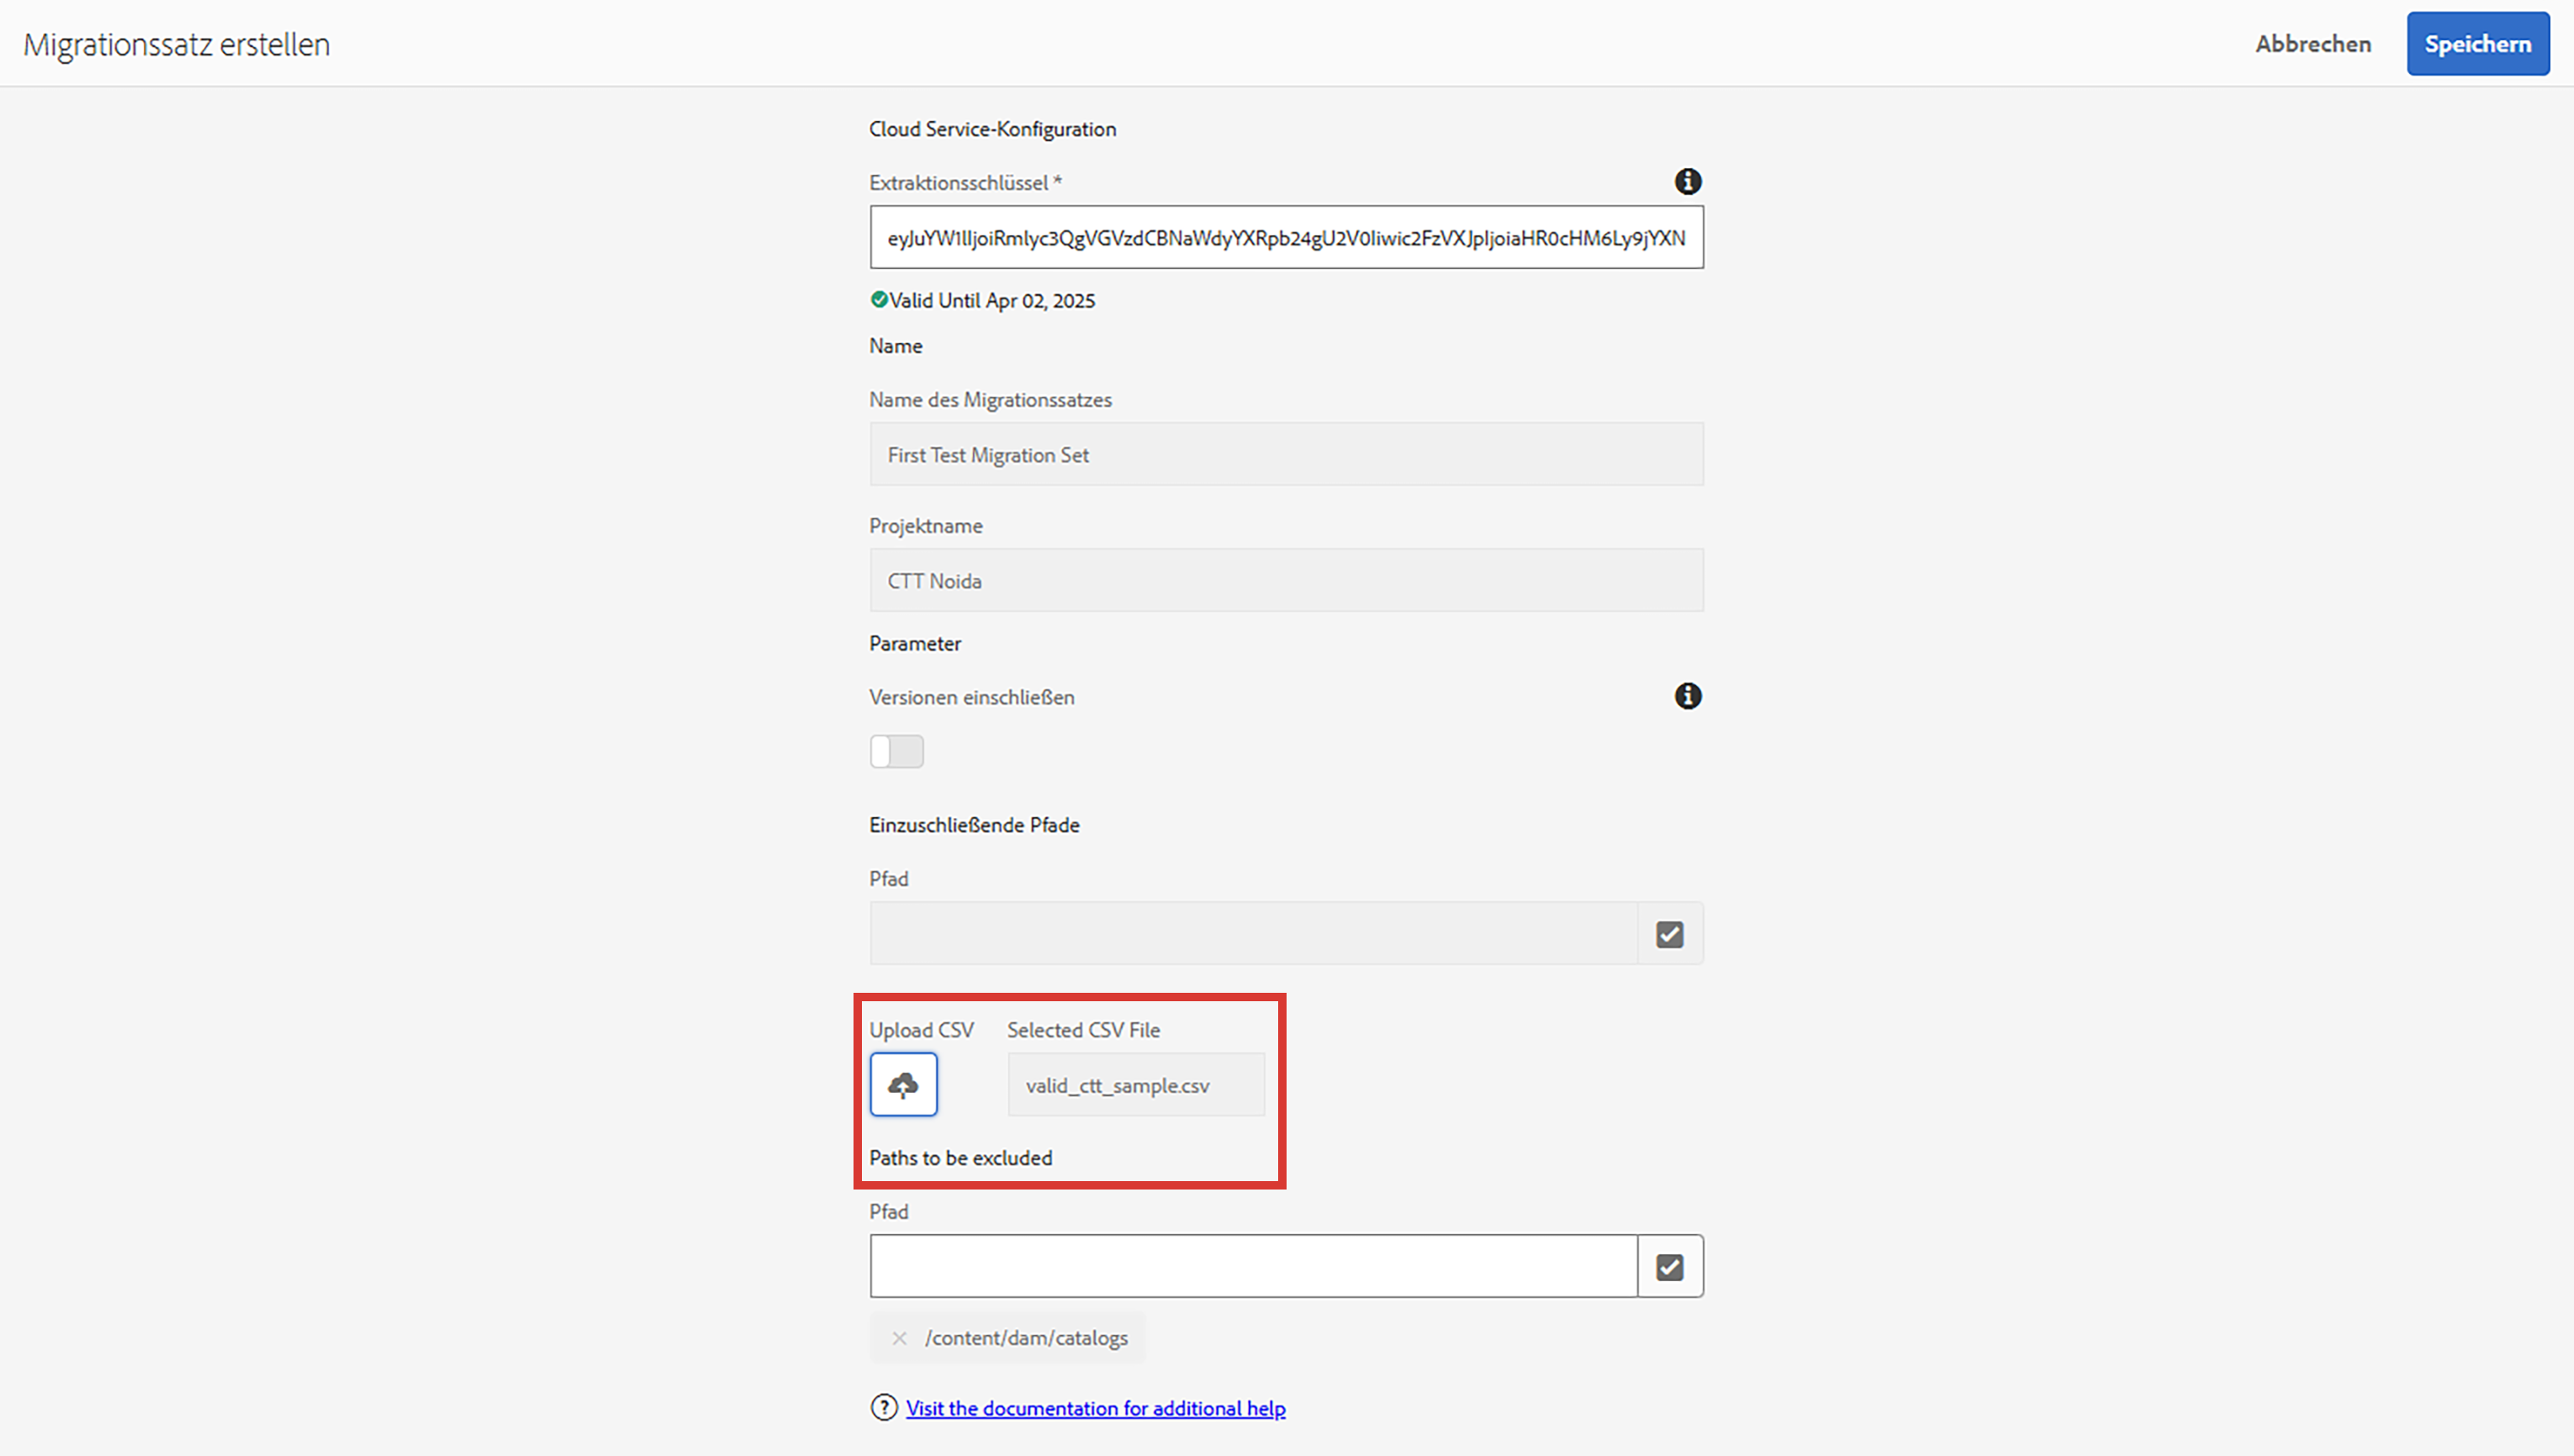 Migrationssatz erstellen
Abbrechen
Speichern
Cloud Service-Konfiguration
Extraktionsschlüssel *
eyJuYW1lIjoiRmlyc3QgVGVzdCBNaWdyYXRpb24gU2V0Iiwic2FzVXJpIjoiaHR0cHM6Ly9jYXN
Valid Until Apr 02, 2025
Name
Name des Migrationssatzes
First Test Migration Set
Projektname
CTT Noida
Parameter
Versionen einschließen
Einzuschließende Pfade
Pfad
Upload CSV
Selected CSV File
valid_ctt_sample.csv
Paths to be excluded
Pfad
/content/dam/catalogs
Visit the documentation for additional help